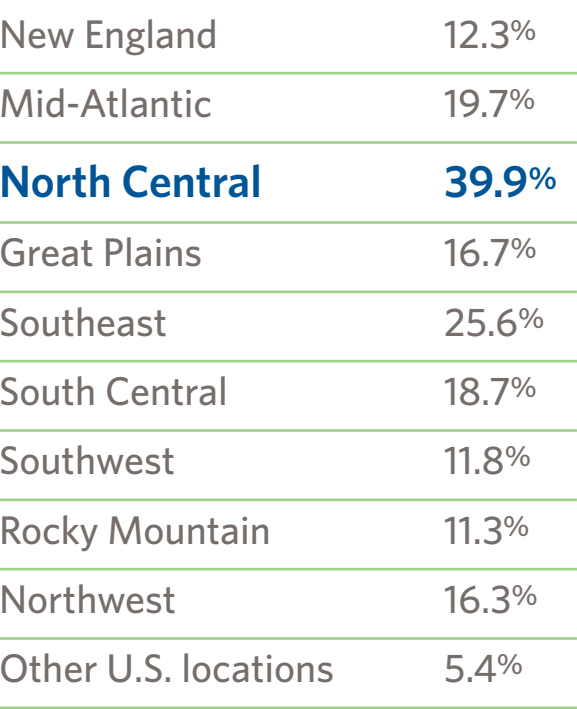 New England 12.3%
Mid-Atlantic 19.7%
North Central 39.9%
Great Plains 16.7%
Southeast 25.6%
South Central 18.7%
Southwest 11.8%
Rocky Mountain 11.3%
Northwest 16.3%
Other U.S. locations 5.4%